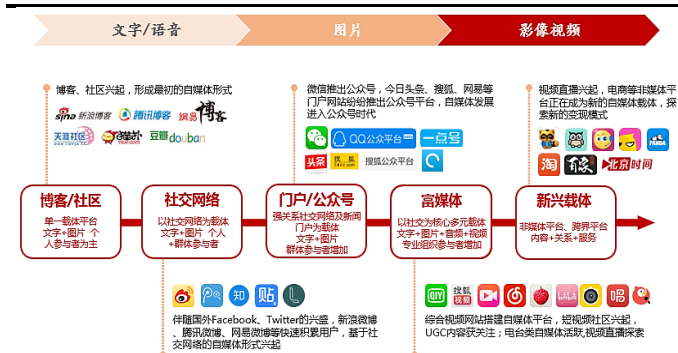 文字/语音
图片
影像视频
博客、社区兴起，形成最初的自媒体形式
sina 新浪博客
腾讯博客
網易博客
天涯社区
豆瓣douban
微信推出公众号，今日头条、搜狐、网易等
门户网站纷纷推出公众号平台，自媒体发展
进入公众号时代
QQ公众平台
一点号
头条
搜狐
搜狐公众平台
视频直播兴起，电商等非媒体平
台正在成为新的自媒体载体，探
索新的变现模式
PANDA
淘
百家
北京时间
博客/社区
单一载体平台
文字+图片 个
人参与者为主
社交网络
以社交网络为载体
文字+图片 个人
+群体参与者
门户/公众号
强关系社交网络及新闻
门户为载体
文字+图片
群体参与者增加
富媒体
以社交为核心多元载体
文字+图片+音频+视频
专业组织参与者增加
新兴载体
非媒体平台、跨界平台
内容+关系+服务
知
贴
伴随国外Facebook、Twitter的兴盛，新浪微博
、腾讯微博、网易微博等快速积累用户，基于社
交网络的自媒体形式兴起
QIY
搜狐
视频
唱
综合视频网站搭建自媒体平台，短视频社区兴起，
UGC内容获关注；电台类自媒体活跃,视频直播探索